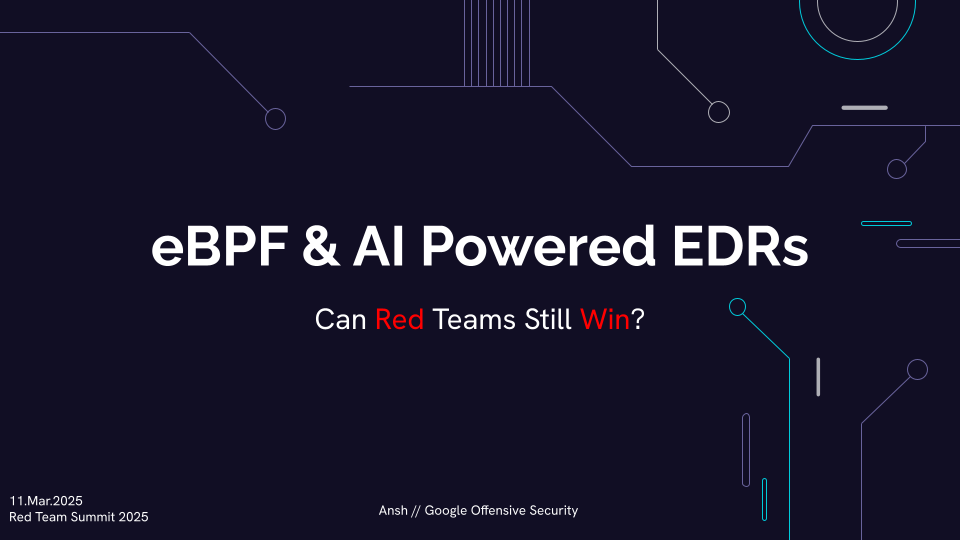 eBPF & AI Powered EDRs
Can Red Teams Still Win?
11.Mar.2025
Red Team Summit 2025
Ansh // Google Offensive Security